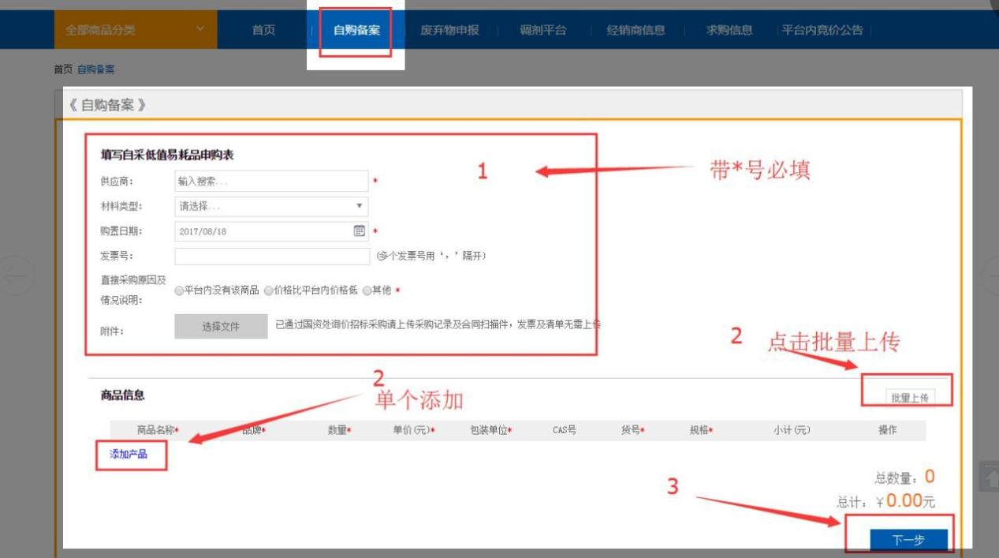 全部商品分类 首页 自购备案 废弃物申报 调剂平台 经销商信息 求购信息 平台内竞价公告
首页 自购备案
《 自购备案 》
填写自采低值易耗品申购表
1
带*号必填
供应商： 输入搜索... *
材料类型： 请选择...
购置日期： 2017/08/18 *
发票号： (多个发票号用‘，’隔开)
直接采购原因及
情况说明： 平台内没有该商品 价格比平台内价格低 其他 *
附件： 选择文件 已通过国资处询价招标采购请上传采购记录及合同扫描件，发票及清单无需上传
2 点击批量上传
2
单个添加
商品信息 批量上传
商品名称* 品牌* 数量* 单价(元)* 包装单位* CAS号 货号* 规格* 小计(元) 操作
添加产品
总数量：0
3
总计：￥0.00元
下一步